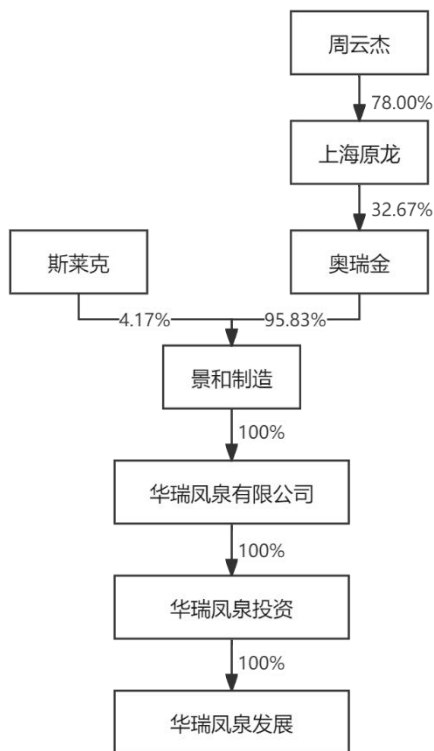 周云杰
78.00%
上海原龙
32.67%
斯莱克
奥瑞金
4.17%
95.83%
景和制造
100%
华瑞凤泉有限公司
100%
华瑞凤泉投资
100%
华瑞凤泉发展